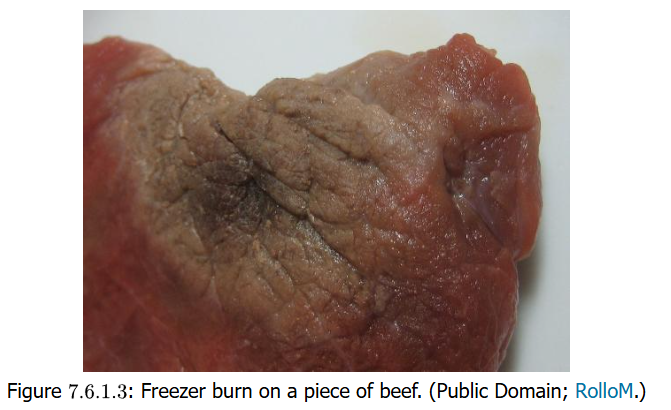 Figure 7.6.1.3: Freezer burn on a piece of beef. (Public Domain; RolloM.)